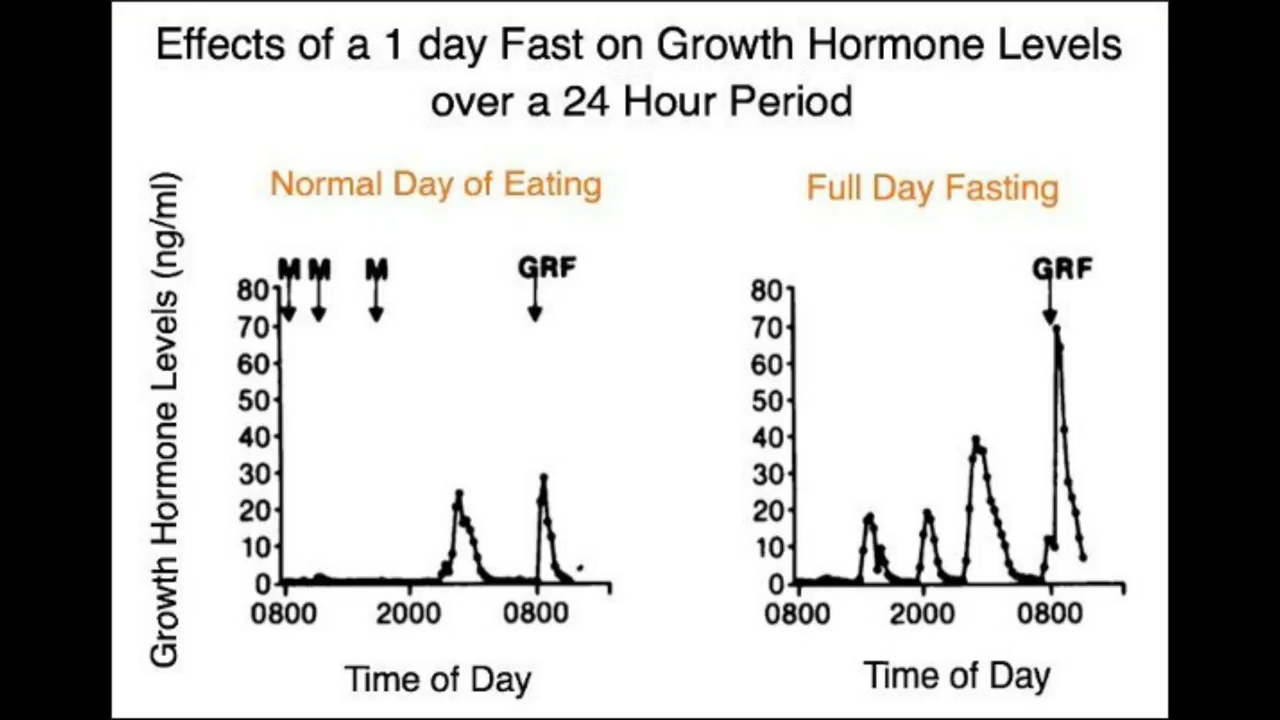 Effects of a 1 day Fast on Growth Hormone Levels
over a 24 Hour Period
Normal Day of Eating
Full Day Fasting
Growth Hormone Levels (ng/ml)
M M M GRF
80
70
60
50
40
30
20
10
0
0800 2000 0800
Time of Day
GRF
80
70
60
50
40
30
20
10
0
0800 2000 0800
Time of Day